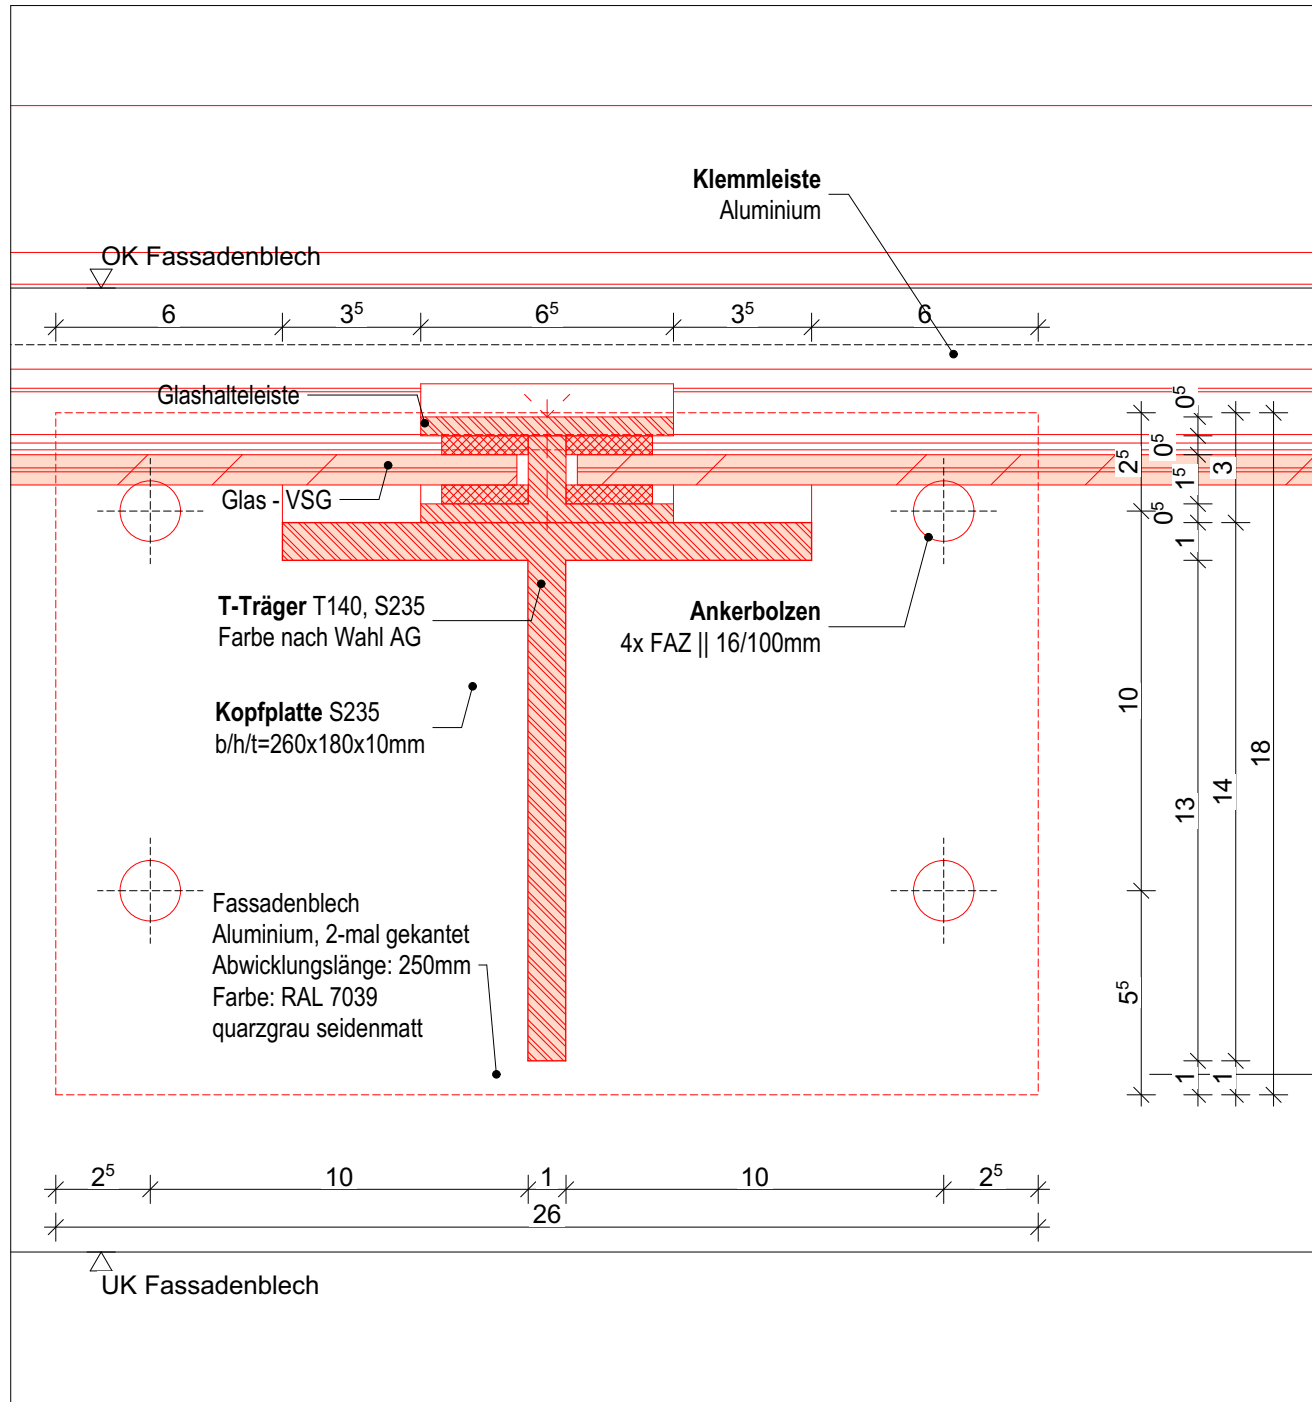 Klemmleiste
Aluminium
OK Fassadenblech
6
3⁵
6⁵
3⁵
6
Glashalteleiste
Glas - VSG
0⁵
0⁵
2⁵
1⁵
3
0⁵
1
T-Träger T140, S235
Farbe nach Wahl AG
Ankerbolzen
4x FAZ || 16/100mm
Kopfplatte S235
b/h/t=260x180x10mm
10
13
14
18
Fassadenblech
Aluminium, 2-mal gekantet
Abwicklungslänge: 250mm
Farbe: RAL 7039
quarzgrau seidenmatt
5⁵
1
1
2⁵
10
1
10
2⁵
26
UK Fassadenblech